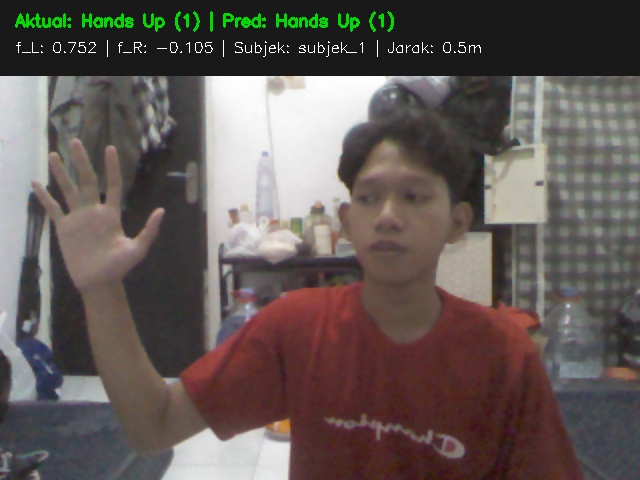 Aktual: Hands Up (1) | Pred: Hands Up (1)
f_L: 0.752 | f_R: −0.105 | Subjek: subjek_1 | Jarak: 0.5m
Champion